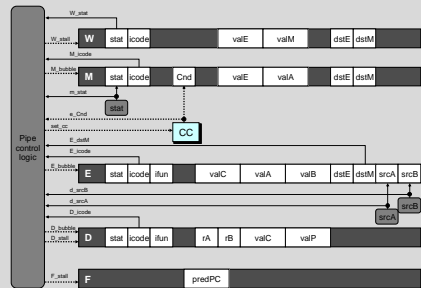 W_stat
W_stall
W stat icode valE valM dstE dstM
M_icode
M_bubble
M stat icode Cnd valE valA dstE dstM
m_stat
stat
e_Cnd
set_cc
CC
Pipe
control
logic
E_dstM
E_icode
E_bubble
E stat icode ifun valC valA valB dstE dstM srcA srcB
d_srcB
srcB
d_srcA
srcA
D_icode
D_bubble
D_stall
D stat icode ifun rA rB valC valP
F_stall
F predPC